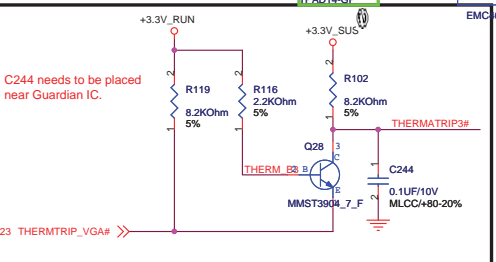 EMC
+3.3V_RUN
+3.3V_SUS
C244 needs to be placed
near Guardian IC.
2
2
2
R119
8.2KOhm
5%
R116
2.2KOhm
5%
R102
8.2KOhm
5%
1
1
1
THERMATRIP3#
Q28
3
C
THERM_B3
B
E
MMST3904_7_F
1
C244
0.1UF/10V
2
MLCC/+80-20%
23 THERMTRIP_VGA#